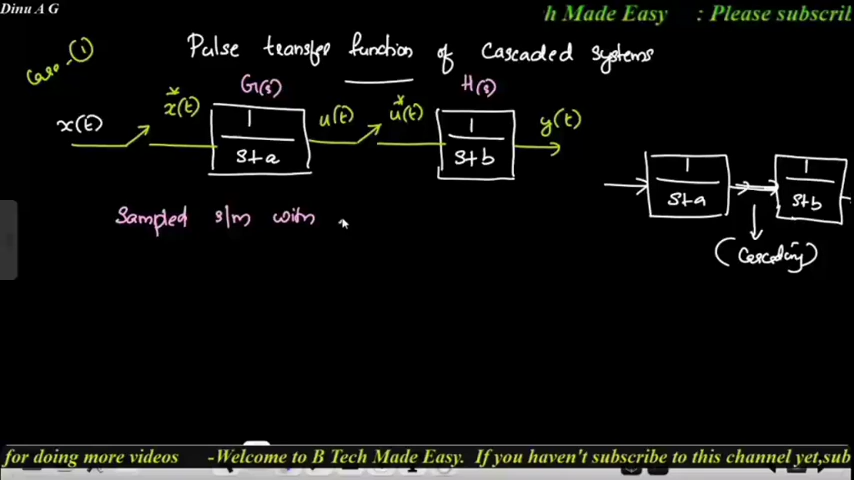 Dinu A G
h Made Easy : Please subscrib
Case - ①
Pulse transfer function of Cascaded Systems
G(s)
H(s)
x(t)
x*(t)
1
s+a
u(t)
u*(t)
1
s+b
y(t)
1
s+a
1
s+b
(Cascading)
Sampled s/m with
for doing more videos -Welcome to B Tech Made Easy. If you haven't subscribe to this channel yet,sub